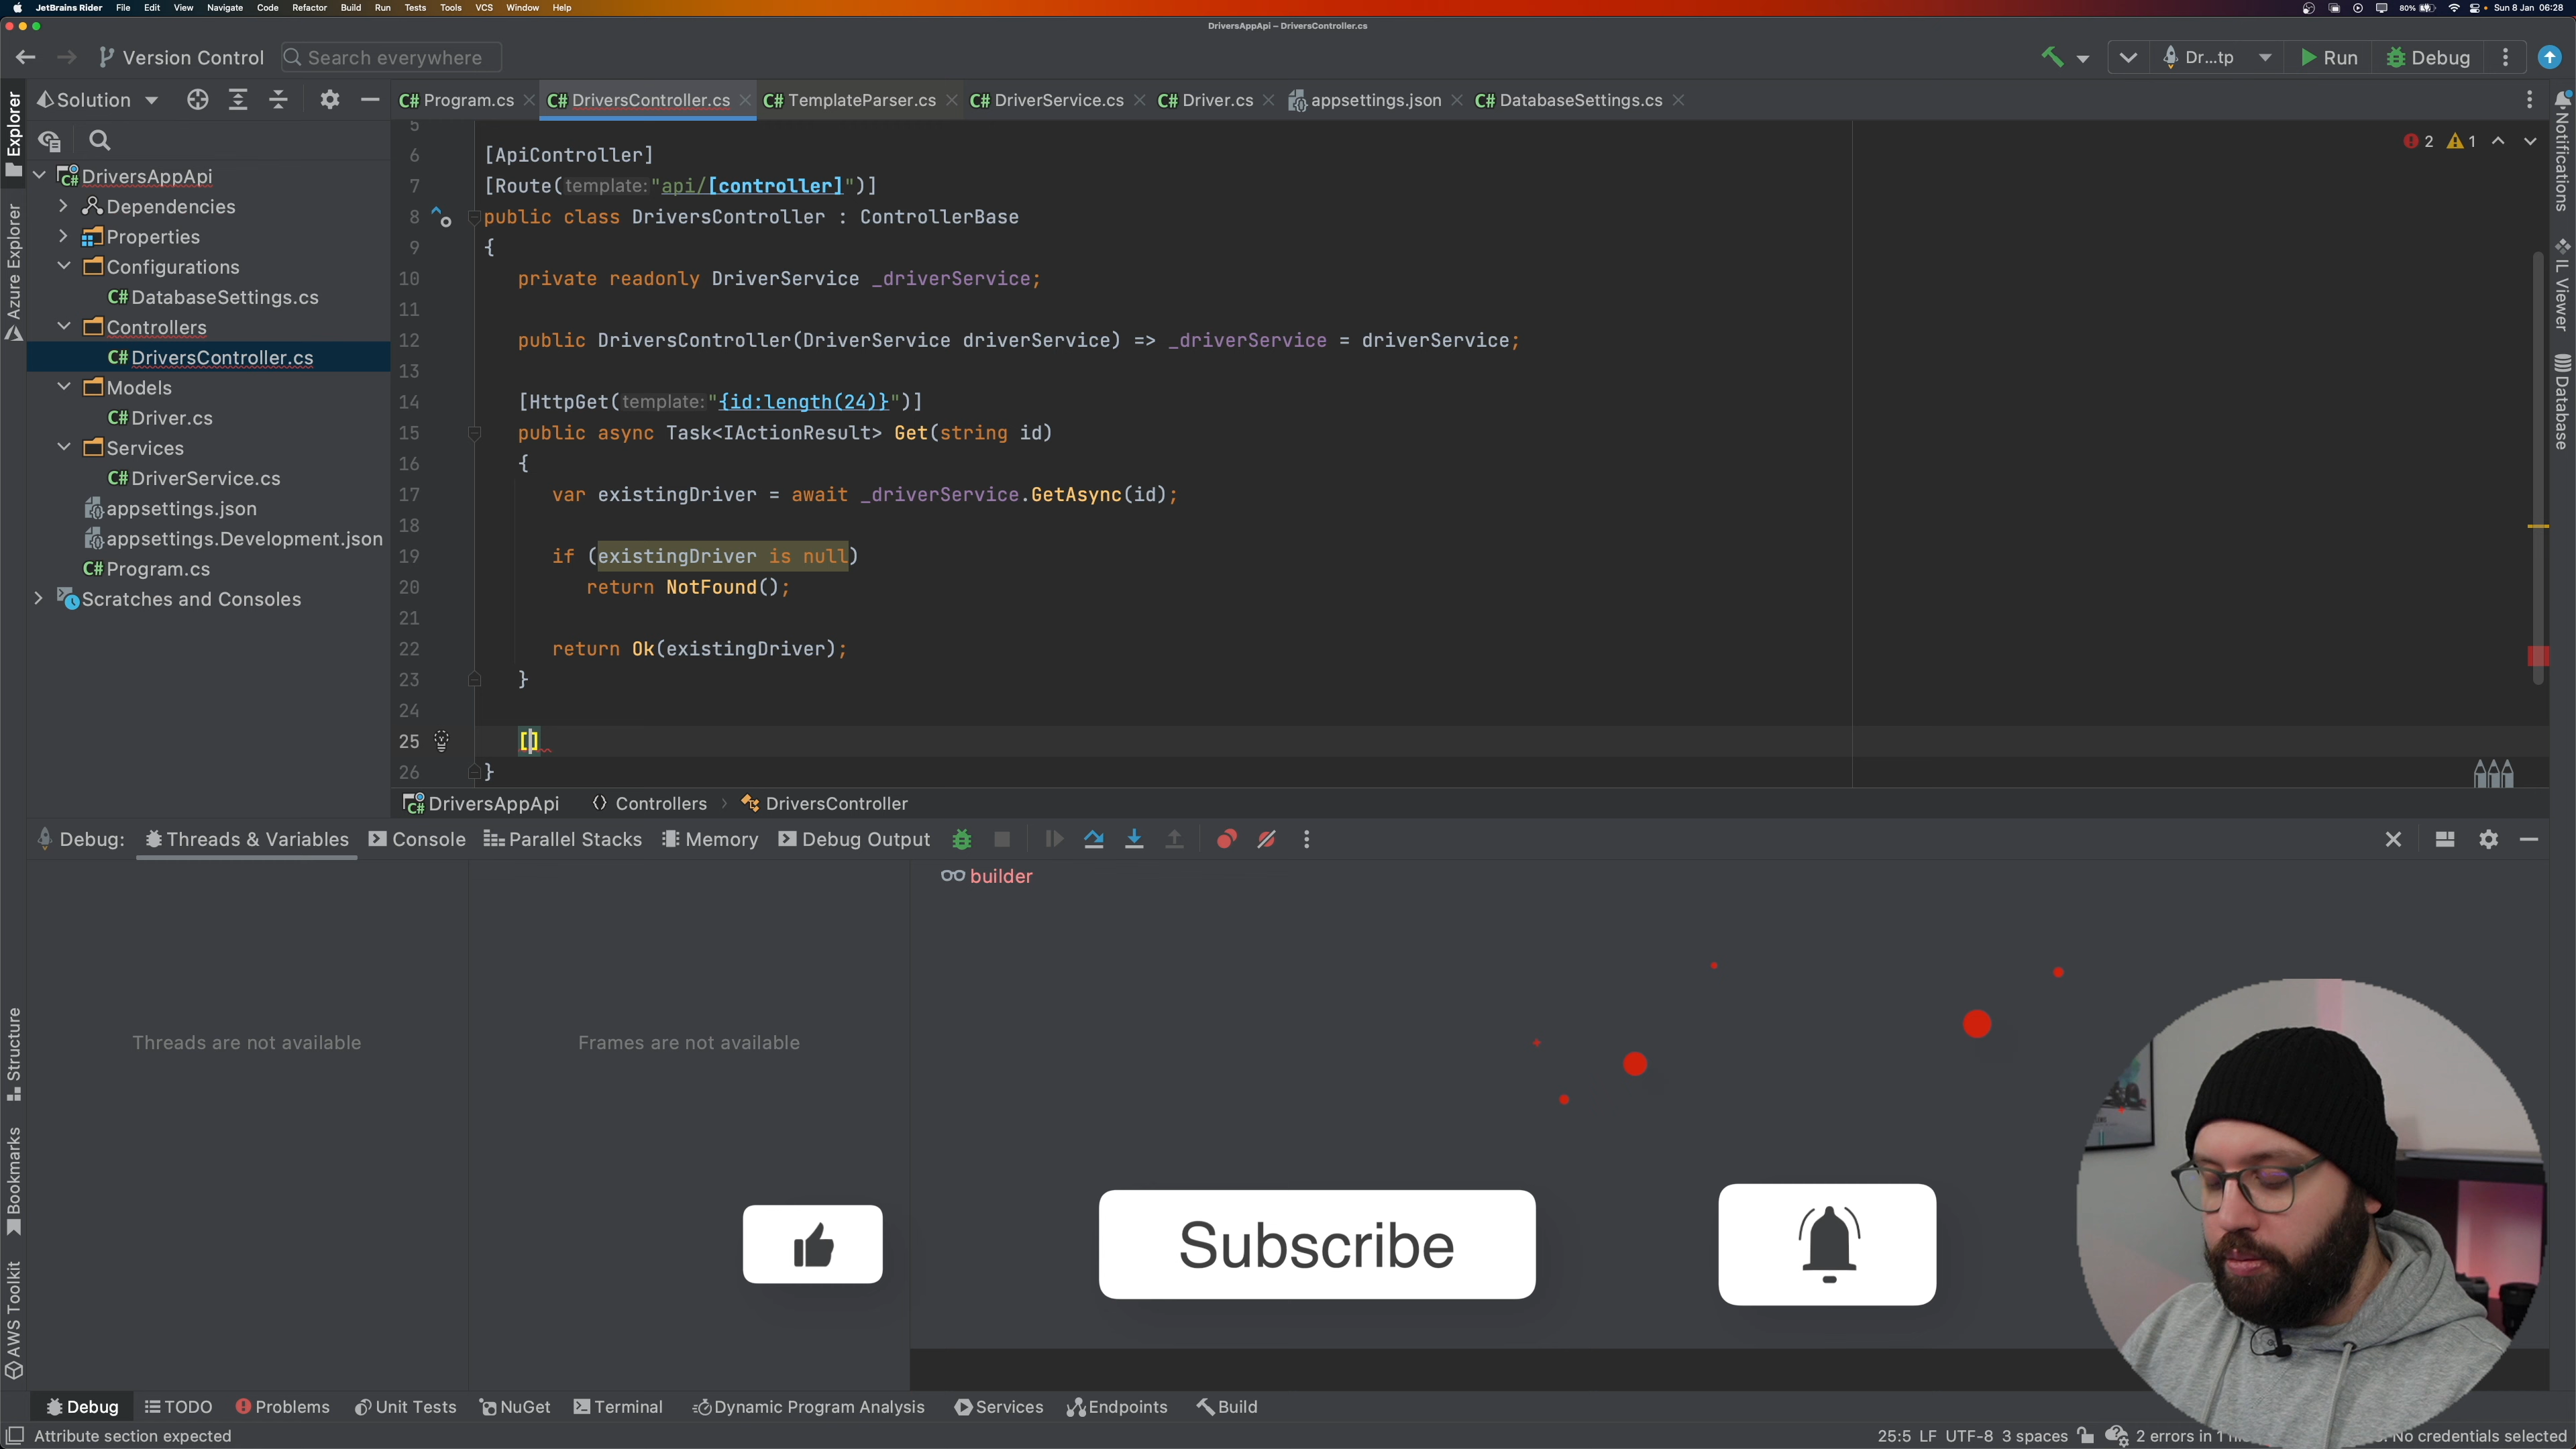 JetBrains Rider File Edit View Navigate Code Refactor Build Run Tests Tools VCS Window Help 80% Sun 8 Jan 06:28
DriversAppApi – DriversController.cs
Version Control Search everywhere Dr...tp Run Debug
Solution Program.cs DriversController.cs TemplateParser.cs DriverService.cs Driver.cs appsettings.json DatabaseSettings.cs
Explorer
Azure Explorer
Structure
Bookmarks
AWS Toolkit
Notifications
IL Viewer
Database
DriversAppApi
Dependencies
Properties
Configurations
C# DatabaseSettings.cs
Controllers
C# DriversController.cs
Models
C# Driver.cs
Services
C# DriverService.cs
appsettings.json
appsettings.Development.json
C# Program.cs
Scratches and Consoles
2 1
5
6 [ApiController]
7 [Route(template:"api/[controller]")]
8 public class DriversController : ControllerBase
9 {
10 private readonly DriverService _driverService;
11
12 public DriversController(DriverService driverService) => _driverService = driverService;
13
14 [HttpGet(template:"{id:length(24)}")]
15 public async Task<IActionResult> Get(string id)
16 {
17 var existingDriver = await _driverService.GetAsync(id);
18
19 if (existingDriver is null)
20 return NotFound();
21
22 return Ok(existingDriver);
23 }
24
25 []
26 }
DriversAppApi Controllers DriversController
Debug: Threads & Variables Console Parallel Stacks Memory Debug Output
builder
Threads are not available
Frames are not available
Subscribe
Debug TODO Problems Unit Tests NuGet Terminal Dynamic Program Analysis Services Endpoints Build
Attribute section expected 25:5 LF UTF-8 3 spaces 2 errors in 1 No credentials selected